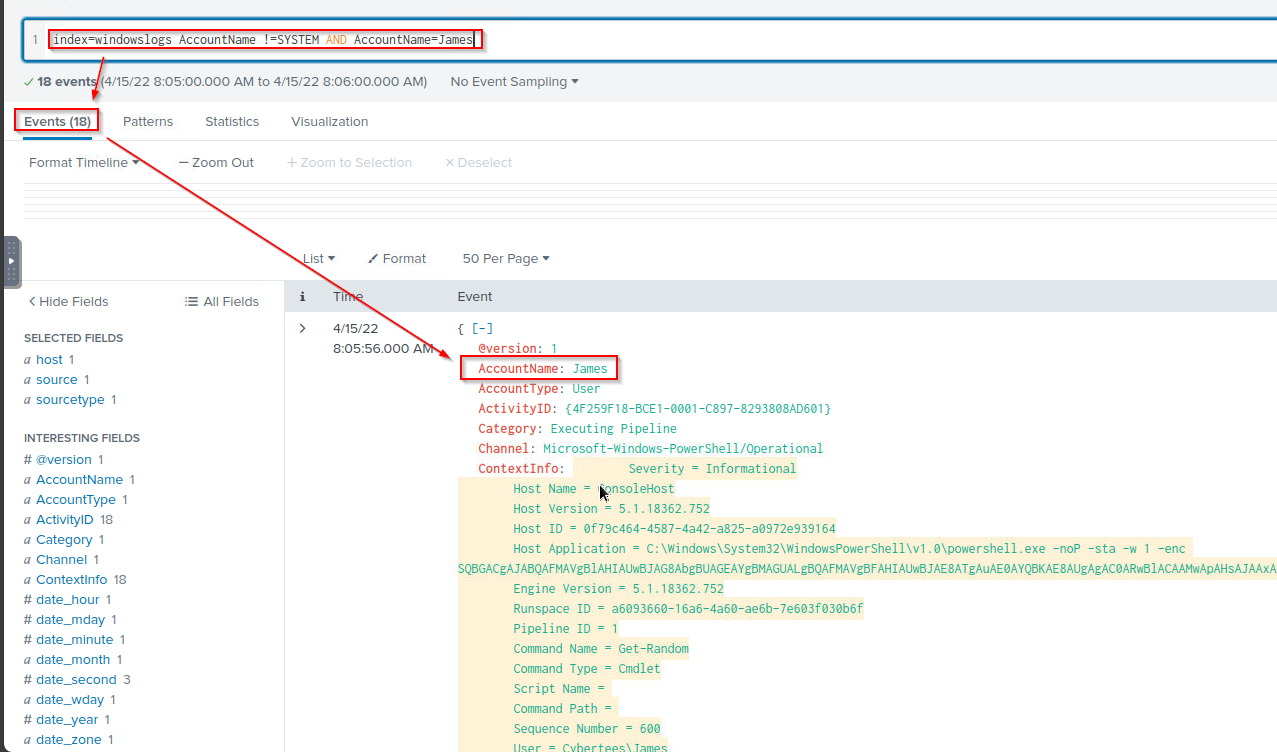 1 index=windowslogs AccountName !=SYSTEM AND AccountName=James
✓ 18 events (4/15/22 8:05:00.000 AM to 4/15/22 8:06:00.000 AM) No Event Sampling
Events (18) Patterns Statistics Visualization
Format Timeline — Zoom Out + Zoom to Selection × Deselect
List Format 50 Per Page
< Hide Fields All Fields
i Time Event
SELECTED FIELDS
a host 1
a source 1
a sourcetype 1
INTERESTING FIELDS
# @version 1
a AccountName 1
a AccountType 1
a ActivityID 18
a Category 1
a Channel 1
a ContextInfo 18
# date_hour 1
# date_mday 1
# date_minute 1
a date_month 1
# date_second 3
a date_wday 1
# date_year 1
a date_zone 1
> 4/15/22
8:05:56.000 AM
{ [-]
@version: 1
AccountName: James
AccountType: User
ActivityID: {4F259F18-BCE1-0001-C897-8293808AD601}
Category: Executing Pipeline
Channel: Microsoft-Windows-PowerShell/Operational
ContextInfo: Severity = Informational
Host Name = ConsoleHost
Host Version = 5.1.18362.752
Host ID = 0f79c464-4587-4a42-a825-a0972e939164
Host Application = C:\Windows\System32\WindowsPowerShell\v1.0\powershell.exe -noP -sta -w 1 -enc
SQBGACgAJABQAFMAVgBlAHIAUwBJAG8AbgBUAGEAYgBMAGUALgBQAFMAVgBFAHIAUwBJAE8ATgAuAE0AYQBKAE8AUgAgAC0ARwBlACAAMwApAHsAJAAxA
Engine Version = 5.1.18362.752
Runspace ID = a6093660-16a6-4a60-ae6b-7e603f030b6f
Pipeline ID = 1
Command Name = Get-Random
Command Type = Cmdlet
Script Name =
Command Path =
Sequence Number = 600
User = Cybertees\James